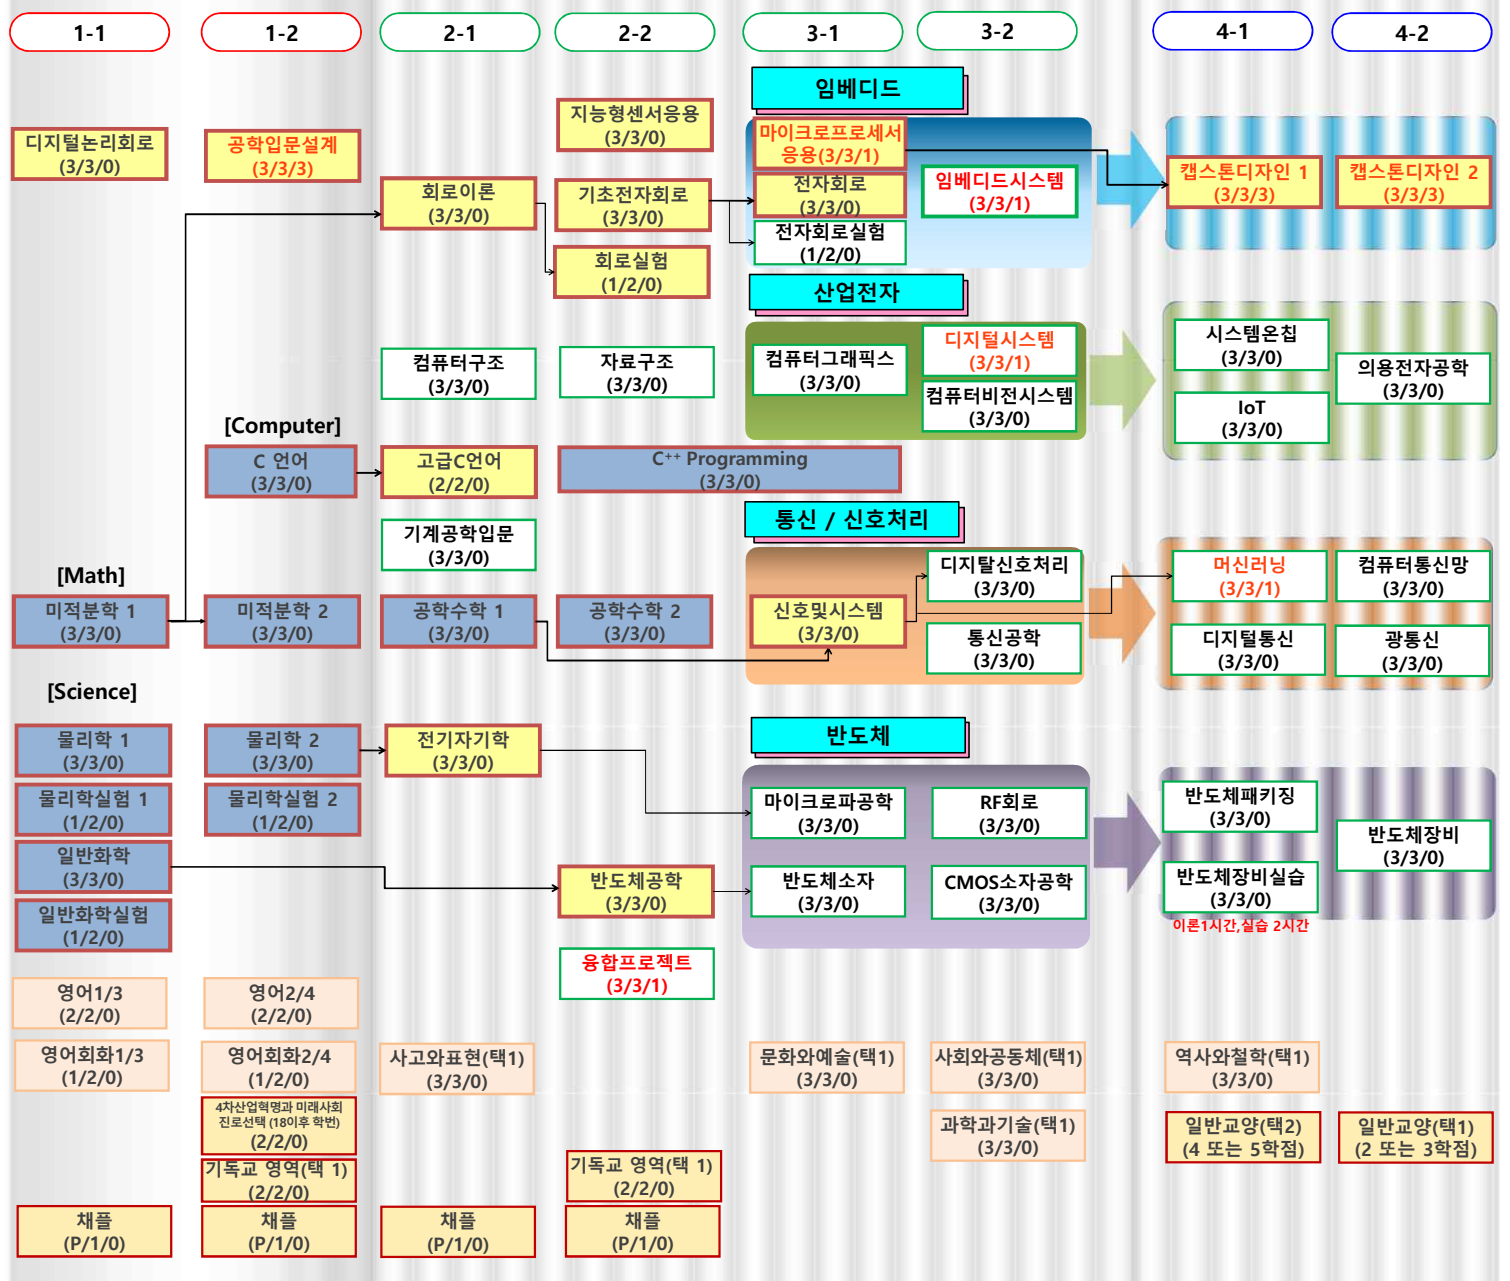 1-1
1-2
2-1
2-2
3-1
3-2
4-1
4-2
임베디드
디지털논리회로
(3/3/0)
공학입문설계
(3/3/3)
지능형센서응용
(3/3/0)
마이크로프로세서
응용(3/3/1)
회로이론
(3/3/0)
기초전자회로
(3/3/0)
전자회로
(3/3/0)
임베디드시스템
(3/3/1)
캡스톤디자인 1
(3/3/3)
캡스톤디자인 2
(3/3/3)
회로실험
(1/2/0)
전자회로실험
(1/2/0)
산업전자
컴퓨터구조
(3/3/0)
자료구조
(3/3/0)
컴퓨터그래픽스
(3/3/0)
디지털시스템
(3/3/1)
컴퓨터비전시스템
(3/3/0)
시스템온칩
(3/3/0)
IoT
(3/3/0)
의용전자공학
(3/3/0)
[Computer]
C 언어
(3/3/0)
고급C언어
(2/2/0)
C++ Programming
(3/3/0)
기계공학입문
(3/3/0)
통신 / 신호처리
[Math]
미적분학 1
(3/3/0)
미적분학 2
(3/3/0)
공학수학 1
(3/3/0)
공학수학 2
(3/3/0)
신호및시스템
(3/3/0)
디지탈신호처리
(3/3/0)
통신공학
(3/3/0)
머신러닝
(3/3/1)
컴퓨터통신망
(3/3/0)
디지털통신
(3/3/0)
광통신
(3/3/0)
[Science]
반도체
물리학 1
(3/3/0)
물리학 2
(3/3/0)
전기자기학
(3/3/0)
물리학실험 1
(1/2/0)
물리학실험 2
(1/2/0)
마이크로파공학
(3/3/0)
RF회로
(3/3/0)
반도체패키징
(3/3/0)
반도체장비
(3/3/0)
일반화학
(3/3/0)
반도체공학
(3/3/0)
반도체소자
(3/3/0)
CMOS소자공학
(3/3/0)
반도체장비실습
(3/3/0)
이론1시간,실습 2시간
일반화학실험
(1/2/0)
융합프로젝트
(3/3/1)
영어1/3
(2/2/0)
영어2/4
(2/2/0)
영어회화1/3
(1/2/0)
영어회화2/4
(1/2/0)
사고와표현(택1)
(3/3/0)
문화와예술(택1)
(3/3/0)
사회와공동체(택1)
(3/3/0)
역사와철학(택1)
(3/3/0)
4차산업혁명과 미래사회
진로선택 (18이후 학번)
(2/2/0)
과학과기술(택1)
(3/3/0)
일반교양(택2)
(4 또는 5학점)
일반교양(택1)
(2 또는 3학점)
기독교 영역(택 1)
(2/2/0)
기독교 영역(택 1)
(2/2/0)
채플
(P/1/0)
채플
(P/1/0)
채플
(P/1/0)
채플
(P/1/0)